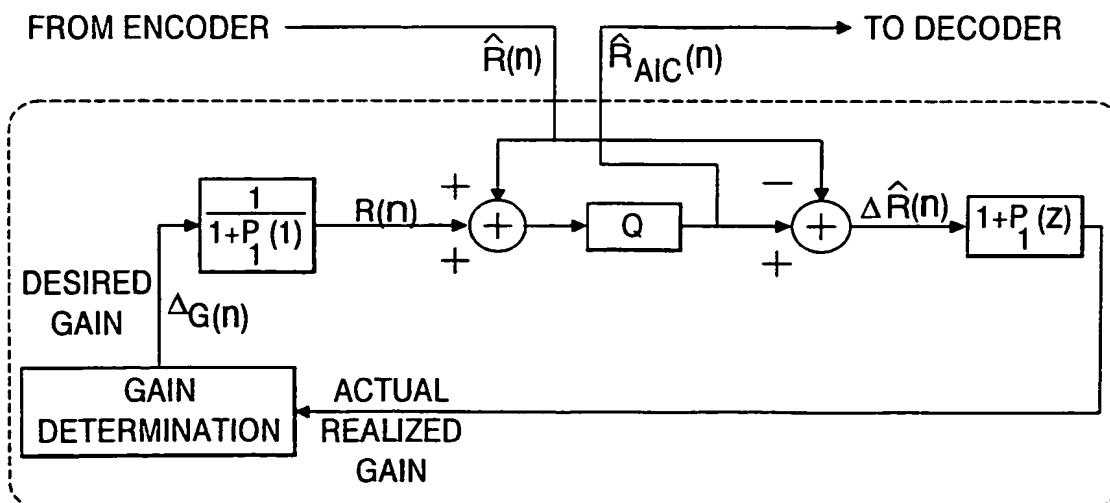 FROM ENCODER
R̂(n)
R̂AIC(n)
TO DECODER
1
1+P1(1)
R(n)
+
+
+
Q
−
+
+
ΔR̂(n)
1+P1(z)
DESIRED
GAIN
ΔG(n)
GAIN
DETERMINATION
ACTUAL
REALIZED
GAIN